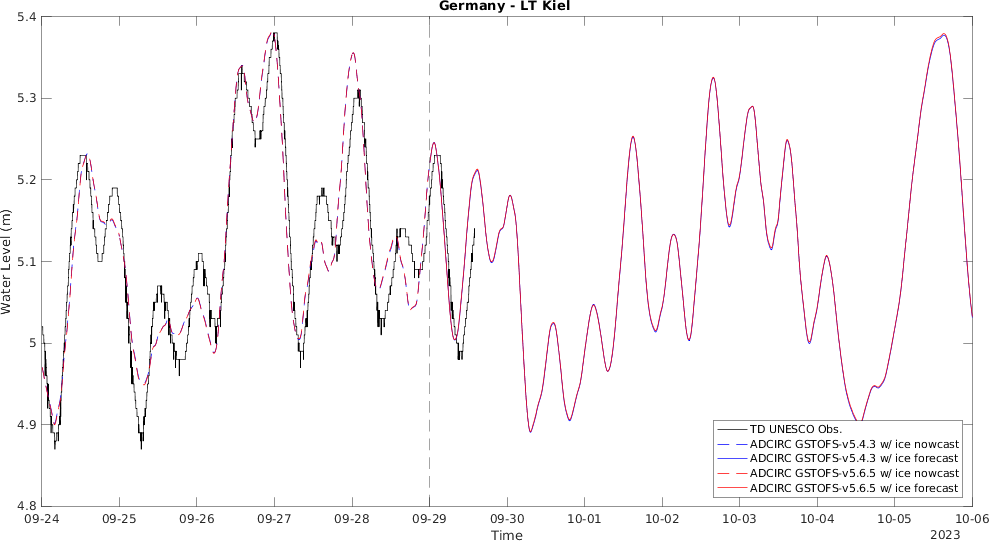 Germany - LT Kiel
5.4
5.3
5.2
5.1
5
4.9
4.8
Water Level (m)
09-24 09-25 09-26 09-27 09-28 09-29 09-30 10-01 10-02 10-03 10-04 10-05 10-06
Time
2023
TD UNESCO Obs.
ADCIRC GSTOFS-v5.4.3 w/ ice nowcast
ADCIRC GSTOFS-v5.4.3 w/ ice forecast
ADCIRC GSTOFS-v5.6.5 w/ ice nowcast
ADCIRC GSTOFS-v5.6.5 w/ ice forecast